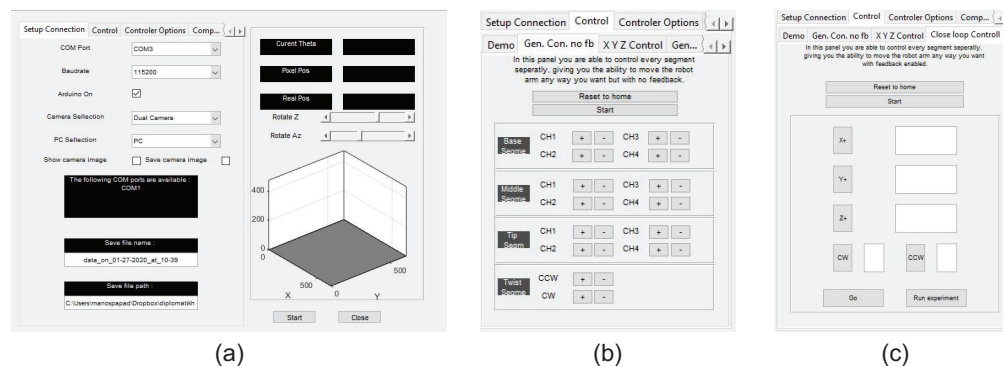 Setup Connection Control Controler Options Comp...
COM Port COM3
Baudrate 115200
Arduino On
Camera Sellection Dual Camera
PC Sellection PC
Show camera image Save camera image
The following COM ports are available :
COM1
Save file name :
data_on_01-27-2020_at_10-39
Save file path :
C:\Users\manospapad\Dropbox\diplomatikh
Curent Theta
Pixel Pos
Real Pos
Rotate Z
Rotate Az
400
200
0
0
500
500
0
X
Y
Start Close
(a)
Setup Connection Control Controler Options
Demo Gen. Con. no fb X Y Z Control Gen...
In this panel you are able to control every segment
seperatly, giving you the ability to move the robot
arm any way you want but with no feedback.
Reset to home
Start
Base
Segme
CH1 + - CH3 + -
CH2 + - CH4 + -
Middle
Segme
CH1 + - CH3 + -
CH2 + - CH4 + -
Tip
Segm
CH1 + - CH3 + -
CH2 + - CH4 + -
Twist
Segme
CCW + -
CW + -
(b)
Setup Connection Control Controler Options Comp...
Demo Gen. Con. no fb X Y Z Control Close loop Controll
In this panel you are able to control every segment seperatly,
giving you the ability to move the robot arm any way you want
with feedback enabled.
Reset to home
Start
X+
Y+
Z+
CW CCW
Go Run experiment
(c)